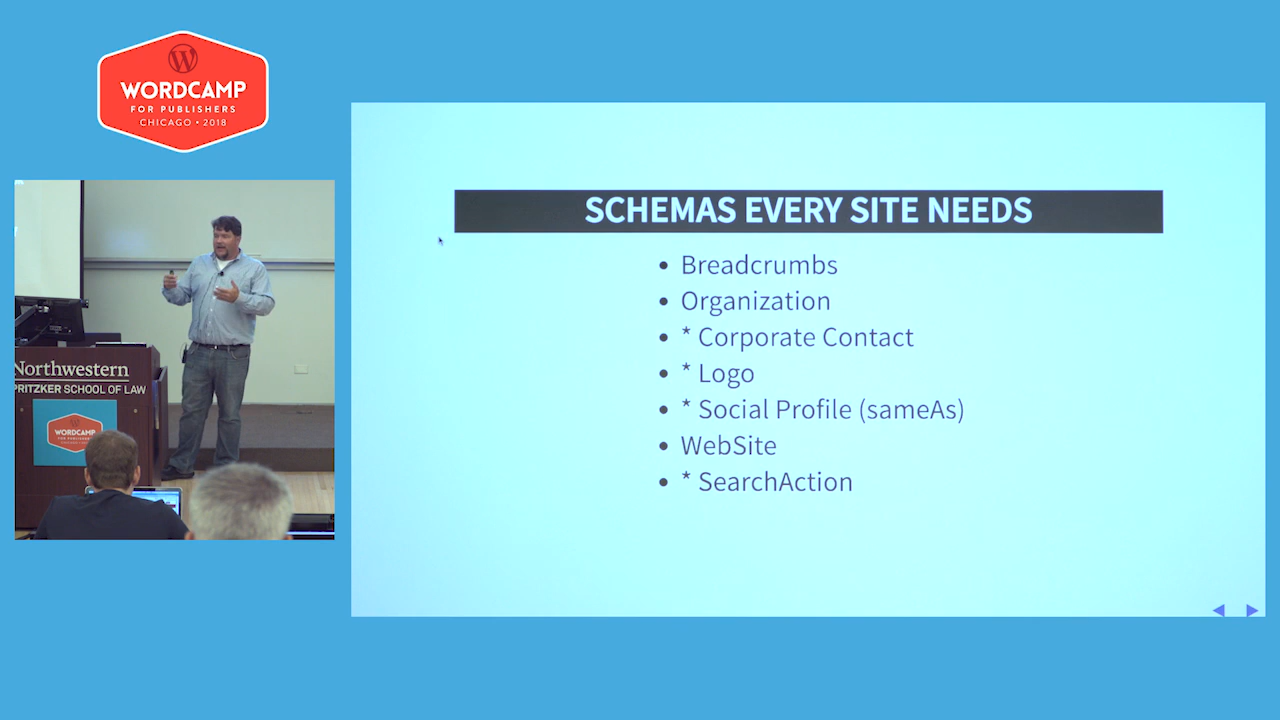 WORDCAMP
FOR PUBLISHERS
CHICAGO • 2018
SCHEMAS EVERY SITE NEEDS
• Breadcrumbs
• Organization
• * Corporate Contact
• * Logo
• * Social Profile (sameAs)
• WebSite
• * SearchAction
Northwestern
PRITZKER SCHOOL OF LAW
WORDCAMP